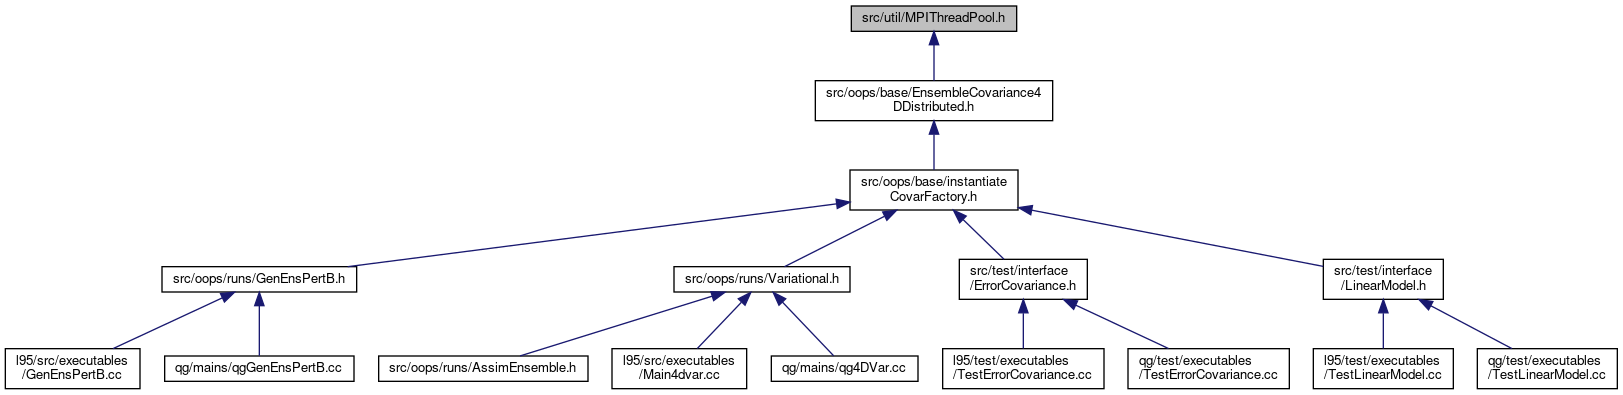 src/util/MPIThreadPool.h
src/oops/base/EnsembleCovariance4
DDistributed.h
src/oops/base/instantiate
CovarFactory.h
src/oops/runs/GenEnsPertB.h
src/oops/runs/Variational.h
src/test/interface
/ErrorCovariance.h
src/test/interface
/LinearModel.h
l95/src/executables
/GenEnsPertB.cc
qg/mains/qgGenEnsPertB.cc
src/oops/runs/AssimEnsemble.h
l95/src/executables
/Main4dvar.cc
qg/mains/qg4DVar.cc
l95/test/executables
/TestErrorCovariance.cc
qg/test/executables
/TestErrorCovariance.cc
l95/test/executables
/TestLinearModel.cc
qg/test/executables
/TestLinearModel.cc